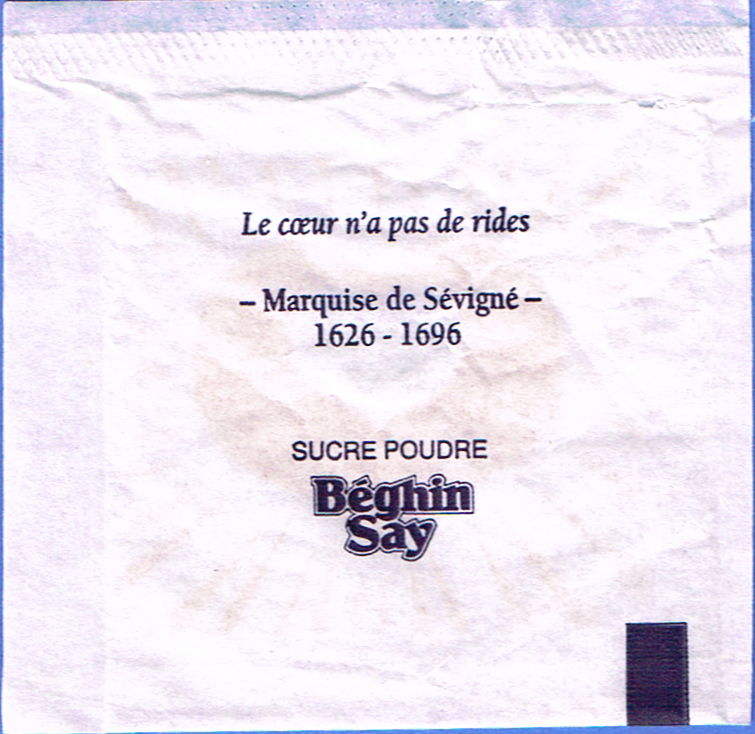 Le cœur n'a pas de rides
– Marquise de Sévigné –
1626 - 1696
SUCRE POUDRE
Béghin
Say